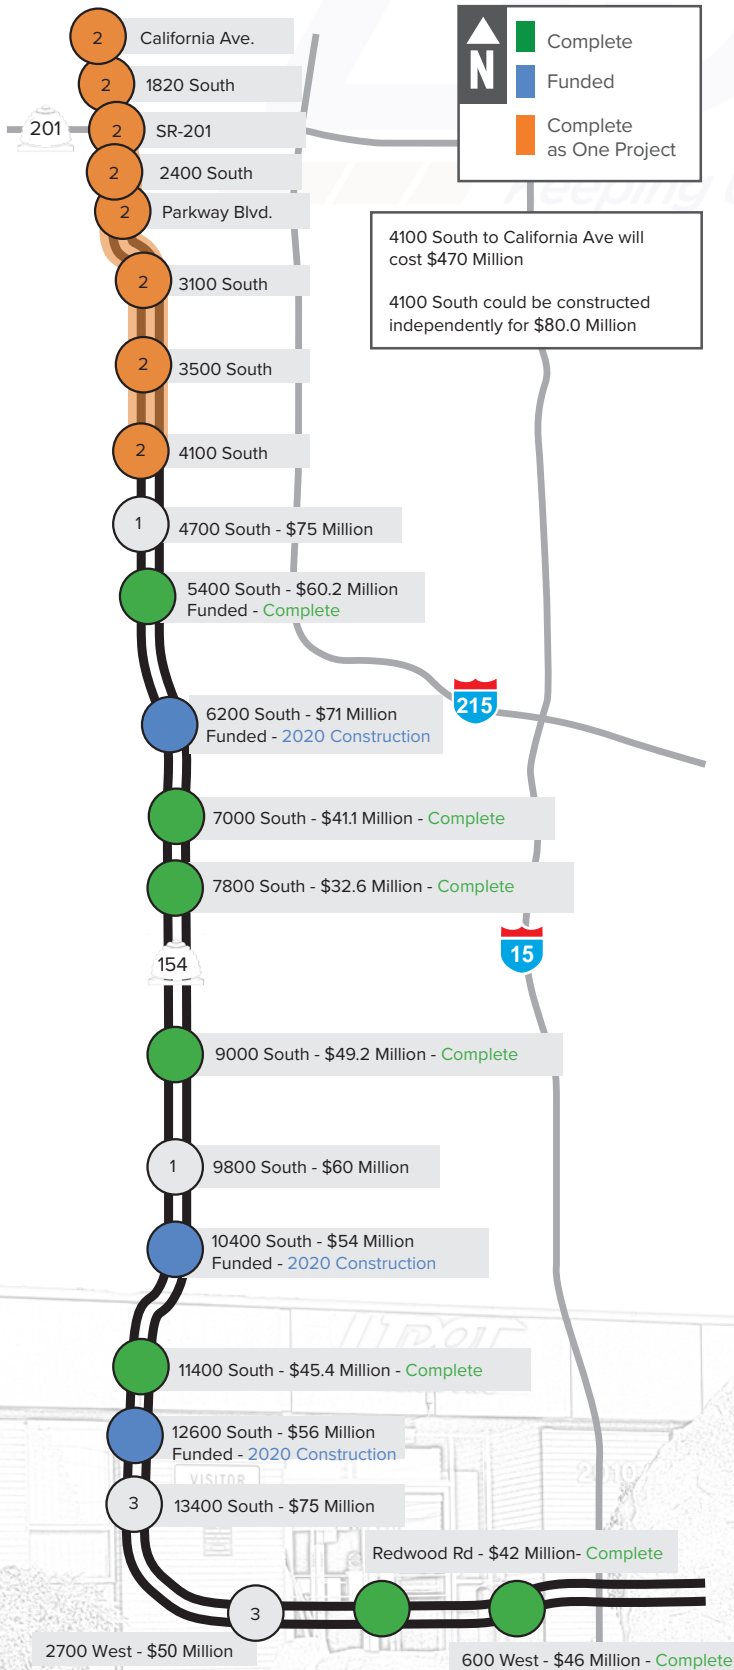 2 California Ave.
2 1820 South
201 2 SR-201
2 2400 South
2 Parkway Blvd.
2 3100 South
2 3500 South
2 4100 South
1 4700 South - $75 Million
5400 South - $60.2 Million
Funded - Complete
6200 South - $71 Million
Funded - 2020 Construction
7000 South - $41.1 Million - Complete
7800 South - $32.6 Million - Complete
154
9000 South - $49.2 Million - Complete
1 9800 South - $60 Million
10400 South - $54 Million
Funded - 2020 Construction
11400 South - $45.4 Million - Complete
12600 South - $56 Million
Funded - 2020 Construction
3 13400 South - $75 Million
Redwood Rd - $42 Million- Complete
3
2700 West - $50 Million
600 West - $46 Million - Complete
N
Complete
Funded
Complete
as One Project
4100 South to California Ave will
cost $470 Million
4100 South could be constructed
independently for $80.0 Million
215
15
Keeping
VISITOR
2010